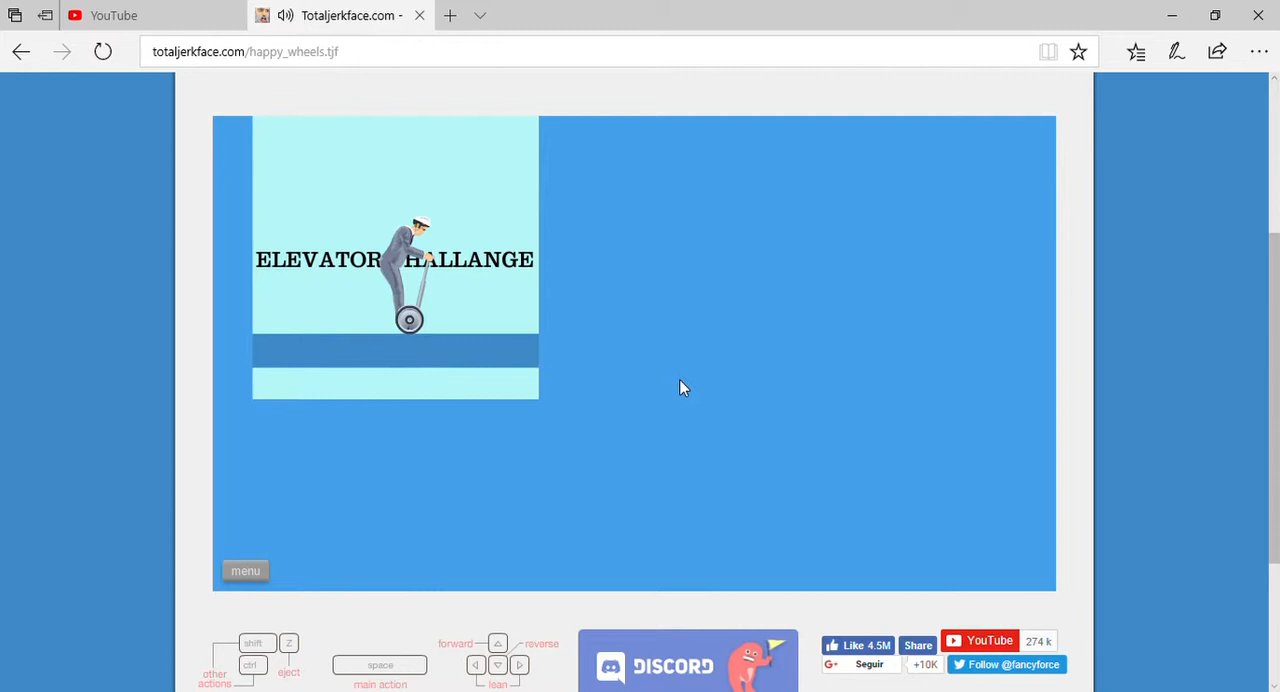 YouTube
Totaljerkface.com -
totaljerkface.com/happy_wheels.tjf
ELEVATOR HALLANGE
menu
shift Z
ctrl
other actions
eject
space
main action
forward
reverse
lean
DISCORD
Like 4.5M Share YouTube 274 k
G+ Seguir +10K Follow @fancyforce